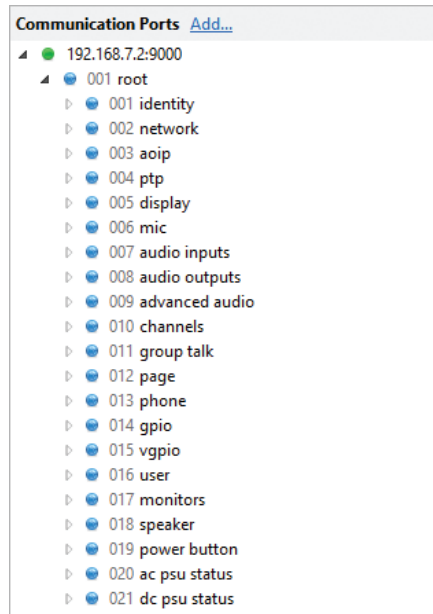 Communication Ports Add...
192.168.7.2:9000
001 root
001 identity
002 network
003 aoip
004 ptp
005 display
006 mic
007 audio inputs
008 audio outputs
009 advanced audio
010 channels
011 group talk
012 page
013 phone
014 gpio
015 vgpio
016 user
017 monitors
018 speaker
019 power button
020 ac psu status
021 dc psu status